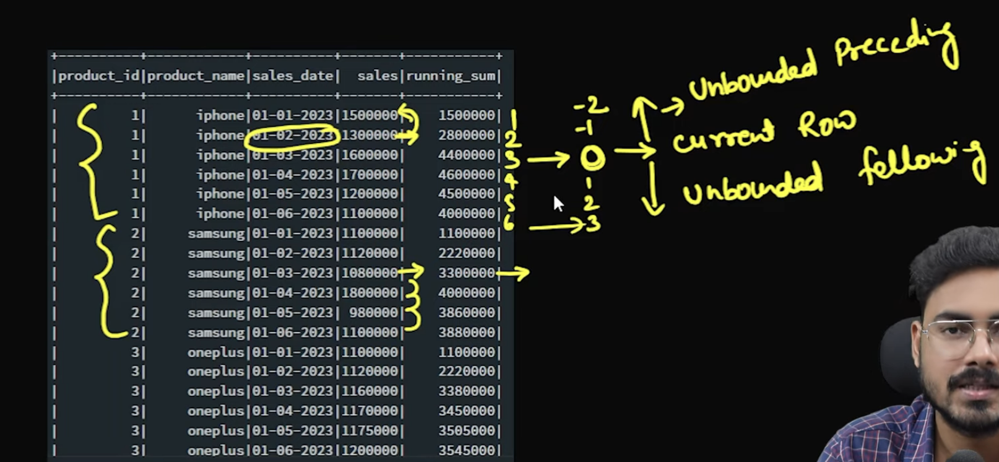 +----------+------------+----------+-------+-----------+
|product_id|product_name|sales_date|  sales|running_sum|
+----------+------------+----------+-------+-----------+
|         1|      iphone|01-01-2023|1500000|    1500000| 1
|         1|      iphone|01-02-2023|1300000|    2800000| 2
|         1|      iphone|01-03-2023|1600000|    4400000| 3
|         1|      iphone|01-04-2023|1700000|    4600000| 4
|         1|      iphone|01-05-2023|1200000|    4500000| 5
|         1|      iphone|01-06-2023|1100000|    4000000| 6
|         2|     samsung|01-01-2023|1100000|    1100000|
|         2|     samsung|01-02-2023|1120000|    2220000|
|         2|     samsung|01-03-2023|1080000|    3300000|
|         2|     samsung|01-04-2023|1800000|    4000000|
|         2|     samsung|01-05-2023| 980000|    3860000|
|         2|     samsung|01-06-2023|1100000|    3880000|
|         3|     oneplus|01-01-2023|1100000|    1100000|
|         3|     oneplus|01-02-2023|1120000|    2220000|
|         3|     oneplus|01-03-2023|1160000|    3380000|
|         3|     oneplus|01-04-2023|1170000|    3450000|
|         3|     oneplus|01-05-2023|1175000|    3505000|
|         3|     oneplus|01-06-2023|1200000|    3545000|
-2
-1
0
1
2
3
Unbounded Preceding
Current Row
Unbounded fellowing